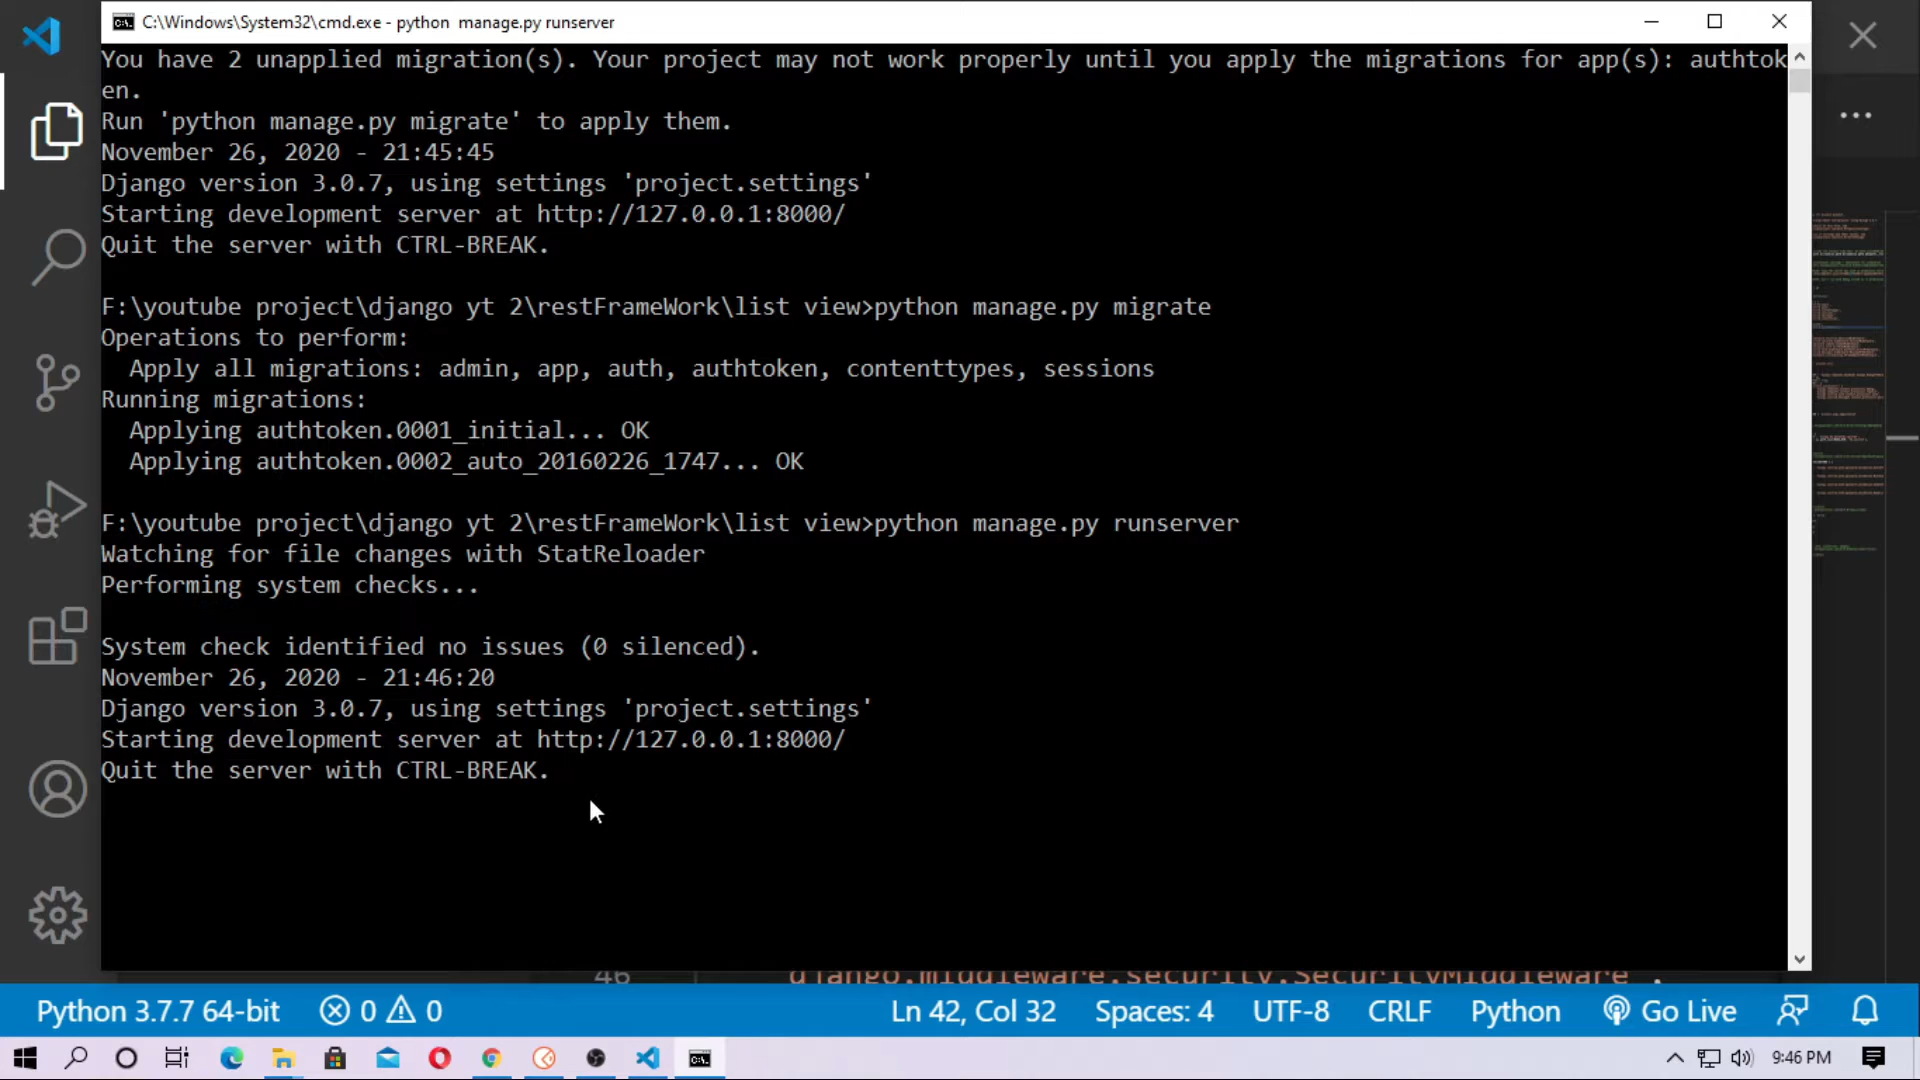 C:\Windows\System32\cmd.exe - python  manage.py runserver
You have 2 unapplied migration(s). Your project may not work properly until you apply the migrations for app(s): authtok
en.
Run 'python manage.py migrate' to apply them.
November 26, 2020 - 21:45:45
Django version 3.0.7, using settings 'project.settings'
Starting development server at http://127.0.0.1:8000/
Quit the server with CTRL-BREAK.
F:\youtube project\django yt 2\restFrameWork\list view>python manage.py migrate
Operations to perform:
  Apply all migrations: admin, app, auth, authtoken, contenttypes, sessions
Running migrations:
  Applying authtoken.0001_initial... OK
  Applying authtoken.0002_auto_20160226_1747... OK
F:\youtube project\django yt 2\restFrameWork\list view>python manage.py runserver
Watching for file changes with StatReloader
Performing system checks...
System check identified no issues (0 silenced).
November 26, 2020 - 21:46:20
Django version 3.0.7, using settings 'project.settings'
Starting development server at http://127.0.0.1:8000/
Quit the server with CTRL-BREAK.
46 django.middleware.security.SecurityMiddleware ,
Python 3.7.7 64-bit 0 0 Ln 42, Col 32 Spaces: 4 UTF-8 CRLF Python Go Live
9:46 PM